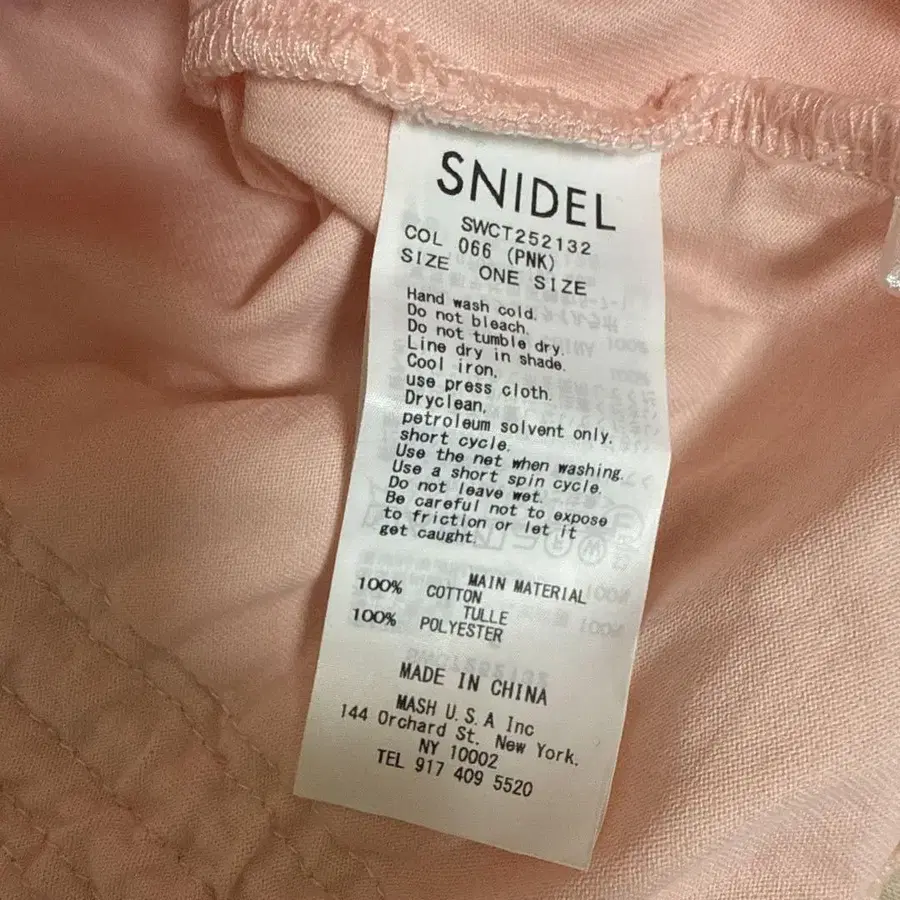 SNIDEL
SWCT252132
COL 066 (PNK)
SIZE ONE SIZE
Hand wash cold.
Do not bleach.
Do not tumble dry.
Line dry in shade.
Cool iron,
use press cloth.
Dryclean,
petroleum solvent only.
short cycle.
Use the net when washing.
Use a short spin cycle.
Do not leave wet.
Be careful not to expose
to friction or let it
get caught.
MAIN MATERIAL
100% COTTON
TULLE
100% POLYESTER
MADE IN CHINA
MASH U.S.A Inc
144 Orchard St. New York.
NY 10002
TEL 917 409 5520